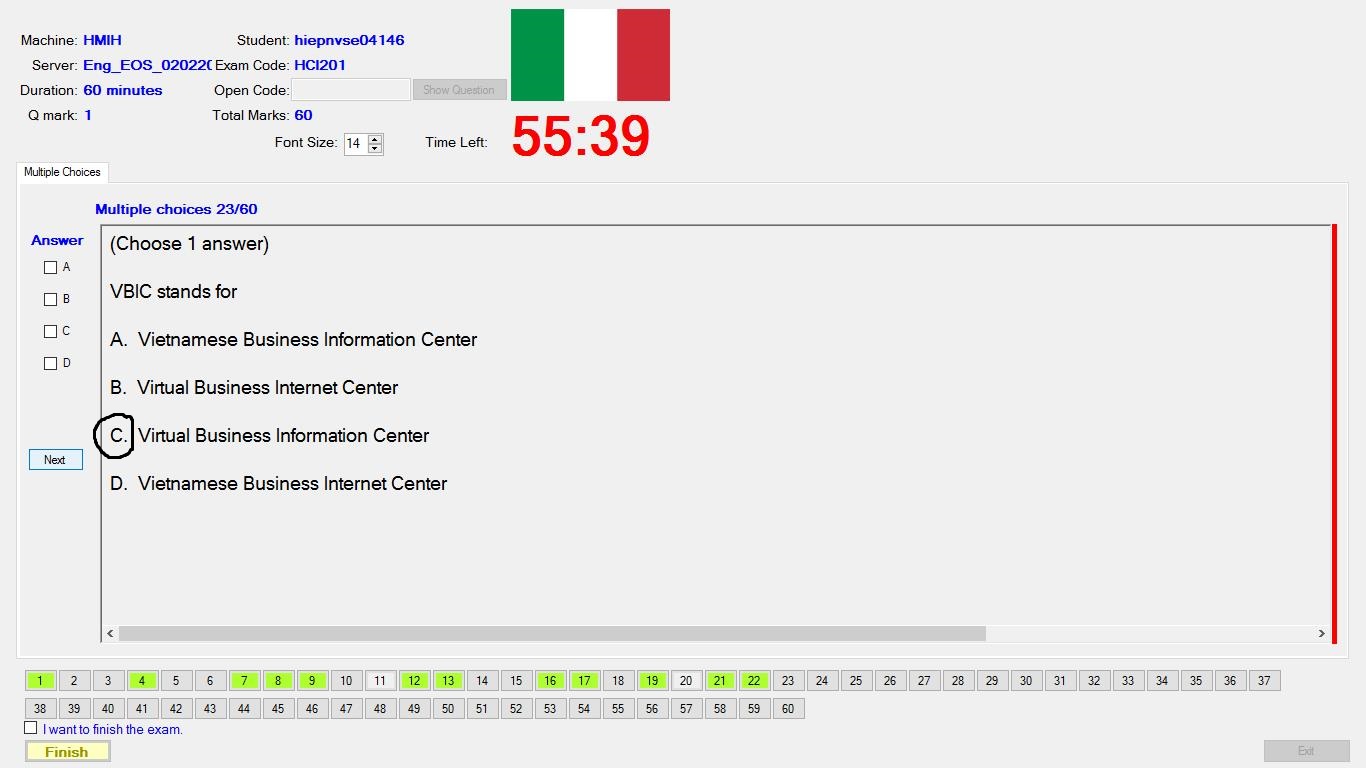 Machine: HMIH Student: hiepnvse04146
Server: Eng_EOS_02022( Exam Code: HCI201
Duration: 60 minutes Open Code: Show Question
Q mark: 1 Total Marks: 60
Font Size: 14 Time Left: 55:39
Multiple Choices
Multiple choices 23/60
Answer
A
B
C
D
Next
(Choose 1 answer)
VBIC stands for
A. Vietnamese Business Information Center
B. Virtual Business Internet Center
C. Virtual Business Information Center
D. Vietnamese Business Internet Center
1 2 3 4 5 6 7 8 9 10 11 12 13 14 15 16 17 18 19 20 21 22 23 24 25 26 27 28 29 30 31 32 33 34 35 36 37
38 39 40 41 42 43 44 45 46 47 48 49 50 51 52 53 54 55 56 57 58 59 60
I want to finish the exam.
Finish Exit